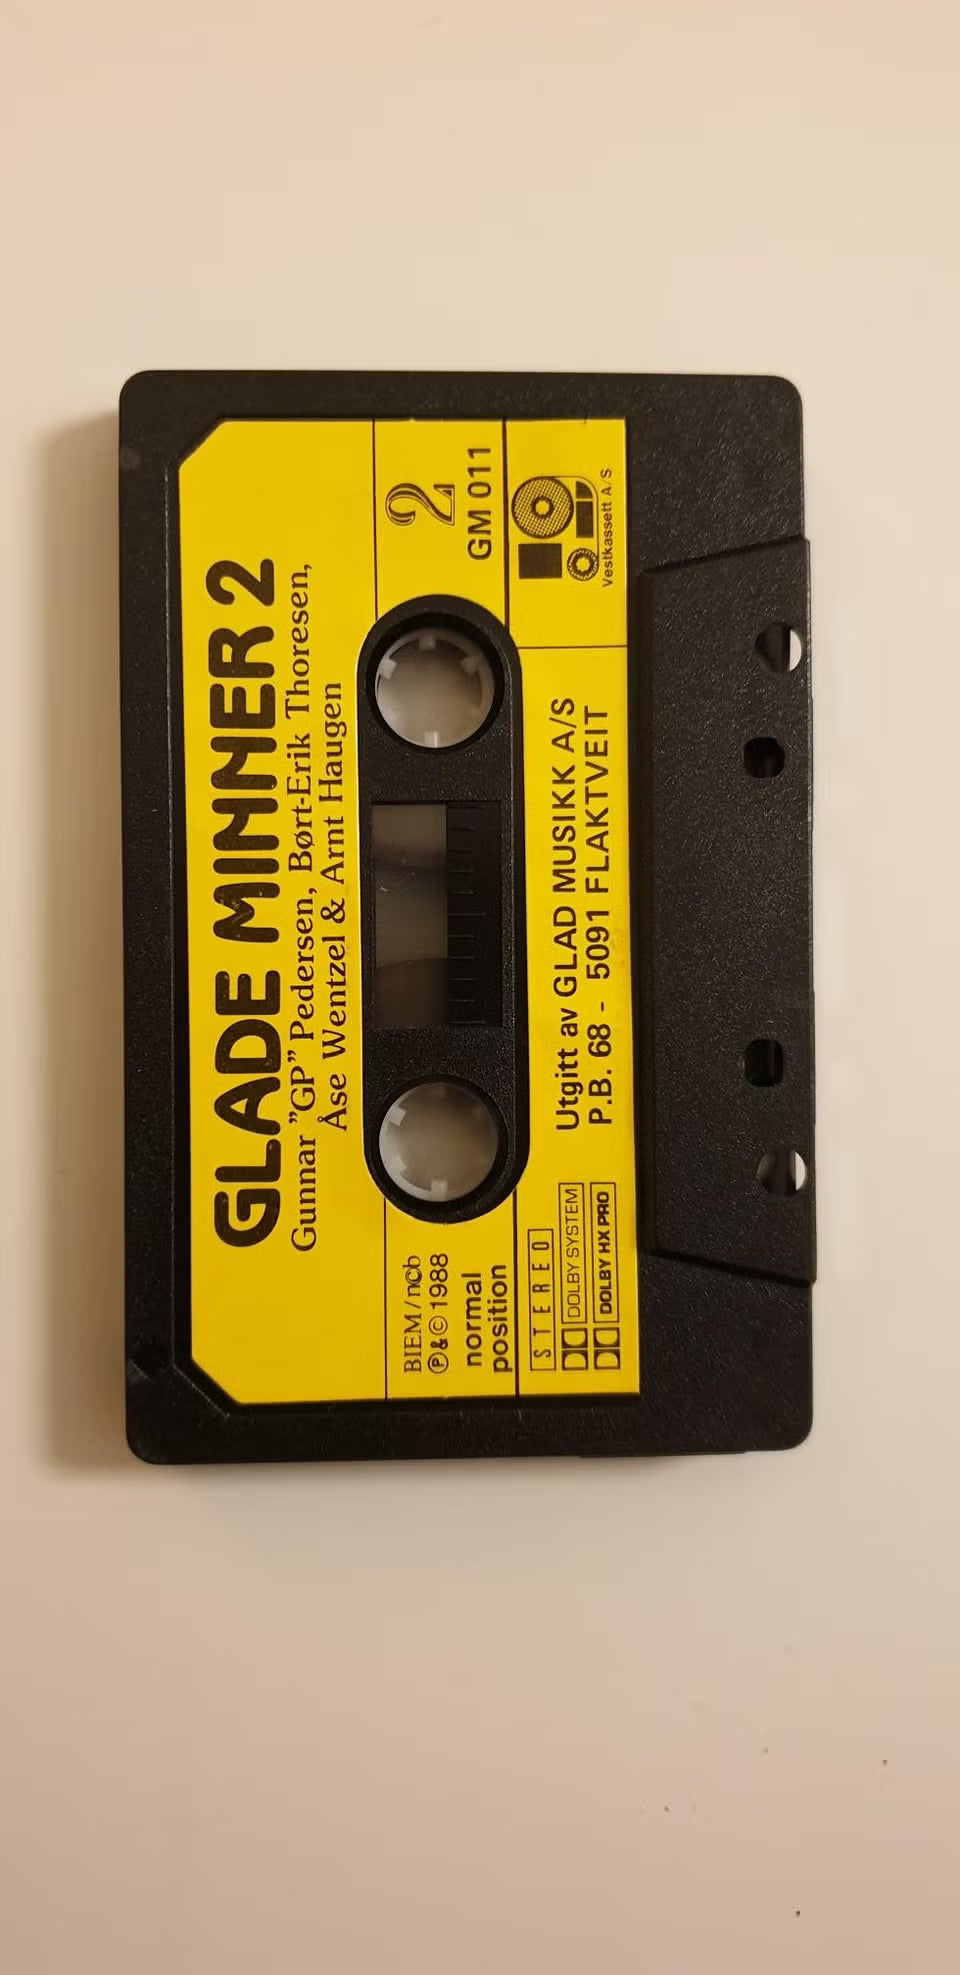 GLADE MINNER 2
Gunnar "GP" Pedersen, Børt-Erik Thoresen,
Åse Wentzel & Arnt Haugen
BIEM/ncb
℗&©1988
normal
position
2
GM 011
STEREO
DOLBY SYSTEM
DOLBY HX PRO
Utgitt av GLAD MUSIKK A/S
P.B. 68 - 5091 FLAKTVEIT
Vestkassett A/S